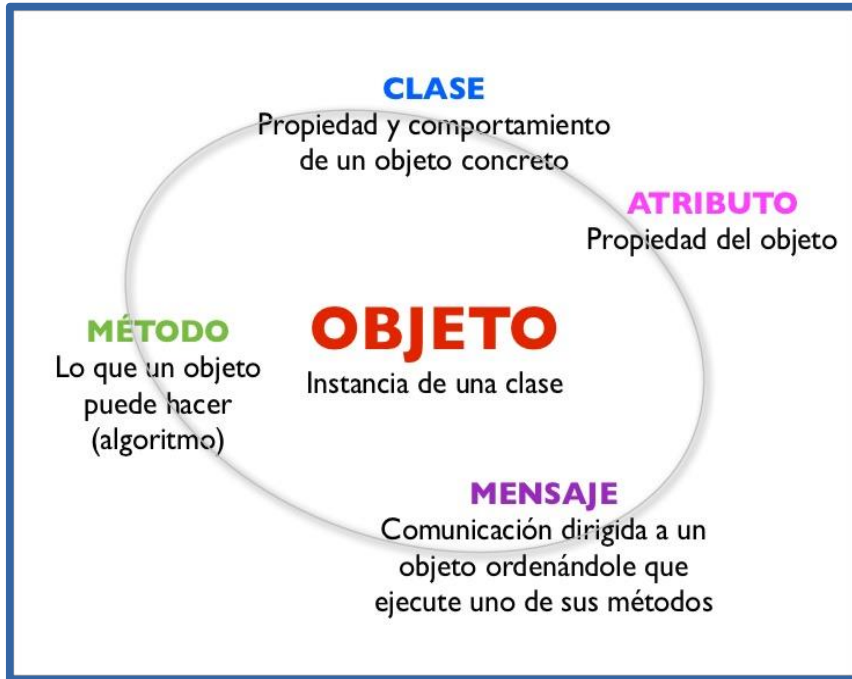 CLASE
Propiedad y comportamiento
de un objeto concreto
ATRIBUTO
Propiedad del objeto
OBJETO
Instancia de una clase
MÉTODO
Lo que un objeto
puede hacer
(algoritmo)
MENSAJE
Comunicación dirigida a un
objeto ordenándole que
ejecute uno de sus métodos